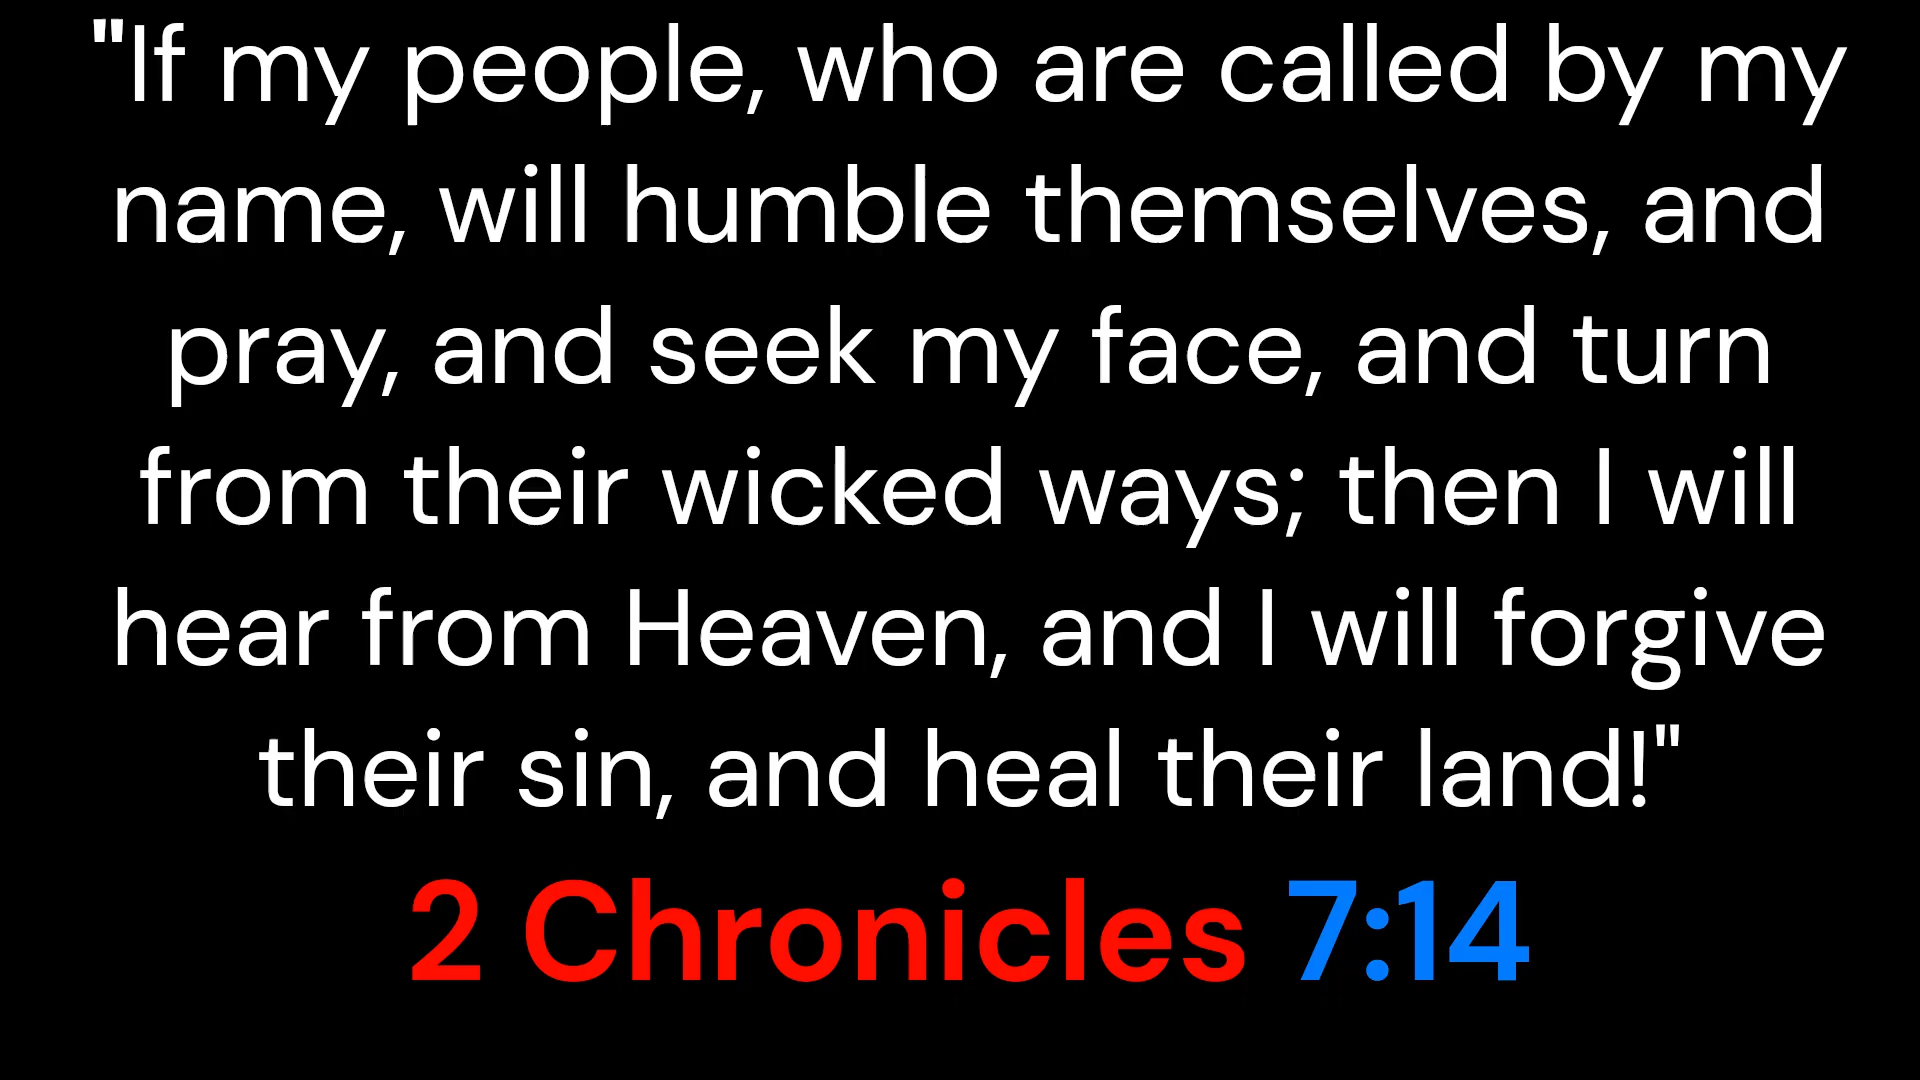 "If my people, who are called by my
name, will humble themselves, and
pray, and seek my face, and turn
from their wicked ways; then I will
hear from Heaven, and I will forgive
their sin, and heal their land!"
2 Chronicles 7:14